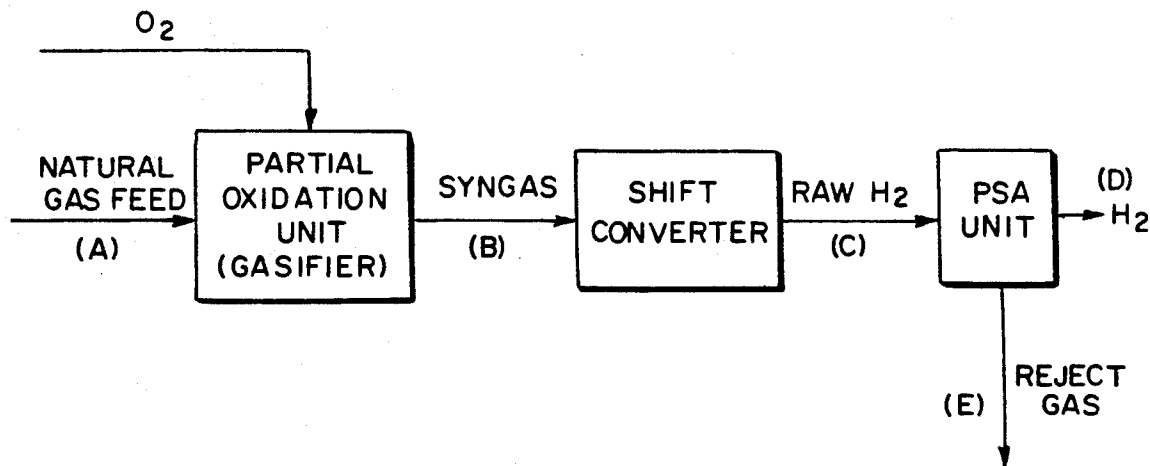 O2
NATURAL
GAS FEED
(A)
PARTIAL
OXIDATION
UNIT
(GASIFIER)
SYNGAS
(B)
SHIFT
CONVERTER
RAW H2
(C)
PSA
UNIT
(D)
H2
(E)
REJECT
GAS